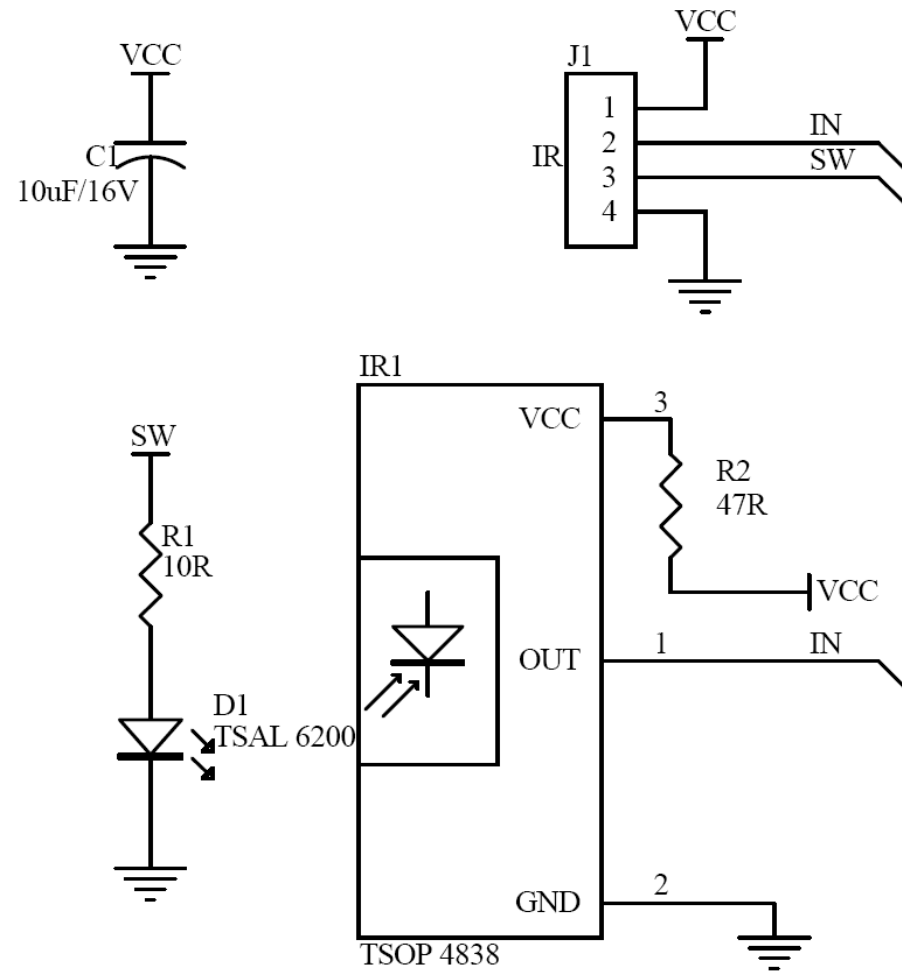 VCC
C1
10uF/16V
VCC
J1
1
2
3
4
IR
IN
SW
SW
R1
10R
D1
TSAL 6200
IR1
VCC
3
R2
47R
VCC
OUT
1
IN
GND
2
TSOP 4838